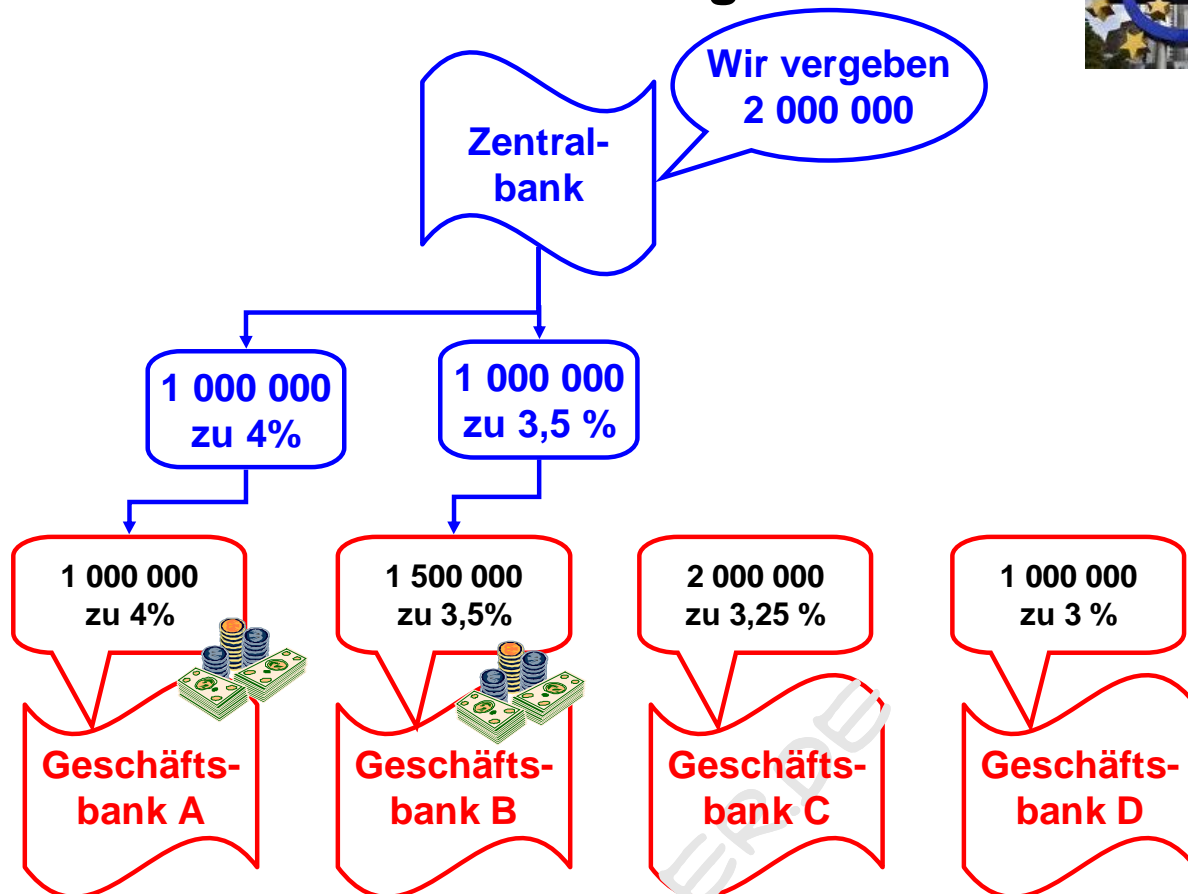 Wir vergeben
2 000 000
Zentral-
bank
1 000 000
zu 4%
1 000 000
zu 3,5 %
1 000 000
zu 4%
1 500 000
zu 3,5%
2 000 000
zu 3,25 %
1 000 000
zu 3 %
Geschäfts-
bank A
Geschäfts-
bank B
Geschäfts-
bank C
Geschäfts-
bank D
ER.DE